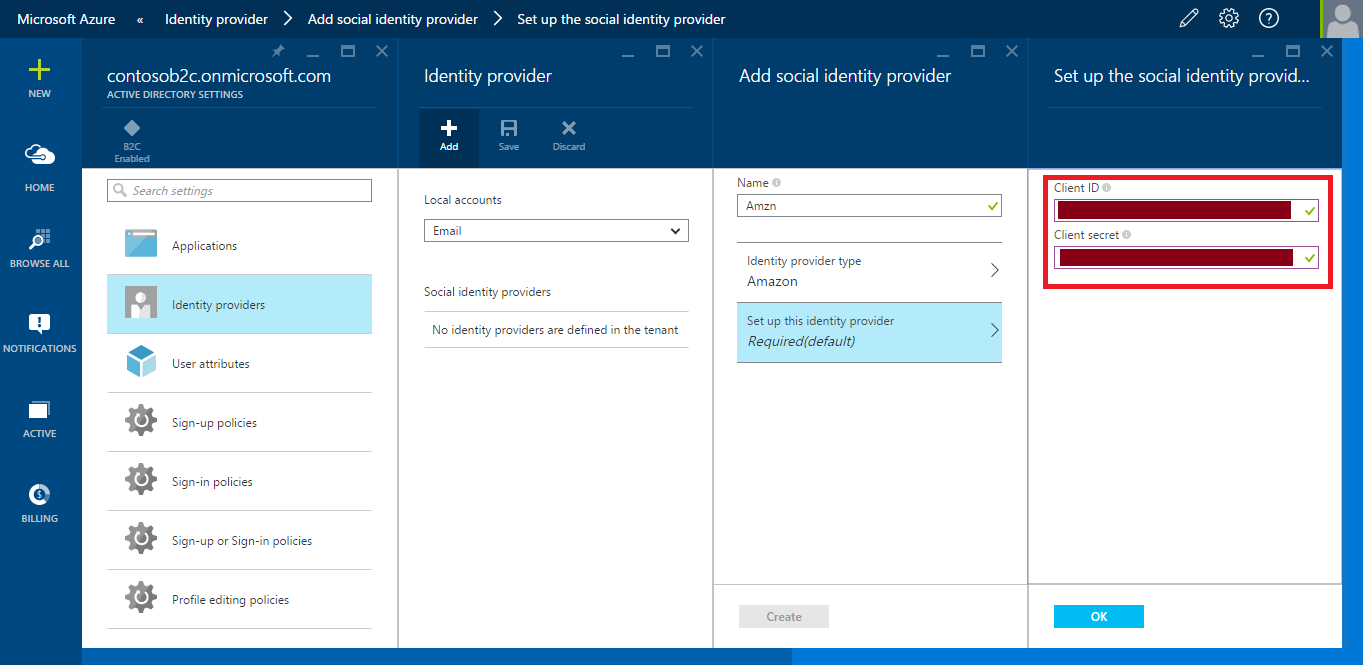 Microsoft Azure « Identity provider > Add social identity provider > Set up the social identity provider
NEW
HOME
BROWSE ALL
NOTIFICATIONS
ACTIVE
BILLING
contosob2c.onmicrosoft.com
ACTIVE DIRECTORY SETTINGS
B2C
Enabled
Search settings
Applications
Identity providers
User attributes
Sign-up policies
Sign-in policies
Sign-up or Sign-in policies
Profile editing policies
Identity provider
Add Save Discard
Local accounts
Email
Social identity providers
No identity providers are defined in the tenant
Add social identity provider
Name
Amzn
Identity provider type
Amazon
Set up this identity provider
Required(default)
Create
Set up the social identity provid...
Client ID
Client secret
OK